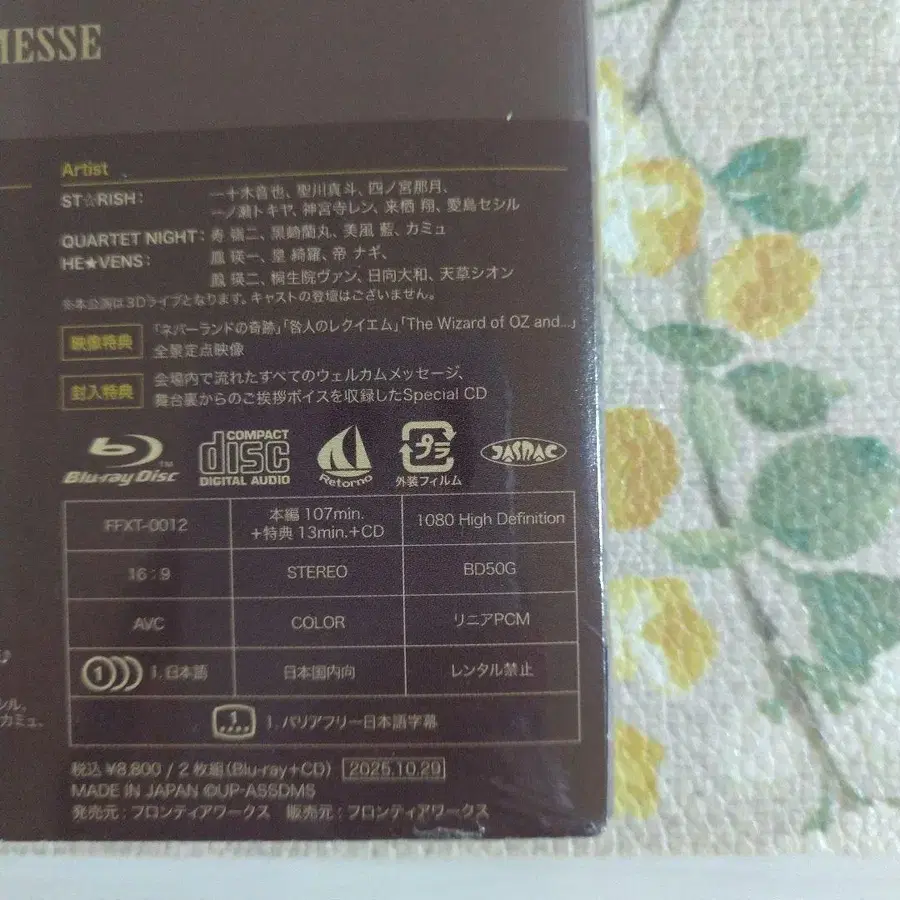 MESSE
Artist
ST☆RISH： 一十木音也、聖川真斗、四ノ宮那月、
一ノ瀬トキヤ、神宮寺レン、来栖 翔、愛島セシル
QUARTET NIGHT：寿 嶺二、黒崎蘭丸、美風 藍、カミュ
HE★VENS： 鳳 瑛一、皇 綺羅、帝 ナギ、
鳳 瑛二、桐生院ヴァン、日向大和、天草シオン
※本公演は3Dライブとなります。キャストの登壇はございません。
映像特典 「ネバーランドの奇跡」「咎人のレクイエム」「The Wizard of OZ and...」
全景定点映像
封入特典 会場内で流れたすべてのウェルカムメッセージ、
舞台裏からのご挨拶ボイスを収録したSpecial CD
Blu-ray Disc™ COMPACT disc DIGITAL AUDIO Retorno プラ 外装フィルム JASRAC
FFXT-0012 本編 107min.+特典 13min.+CD 1080 High Definition
16：9 STEREO BD50G
AVC COLOR リニアPCM
1 1. 日本語 日本国内向 レンタル禁止
1. 1. バリアフリー日本語字幕
シル、
カミュ、
税込 ¥8,800 / 2 枚組(Blu-ray+CD) 2025.10.29
MADE IN JAPAN ©UP-ASSDMS
発売元：フロンティアワークス 販売元：フロンティアワークス